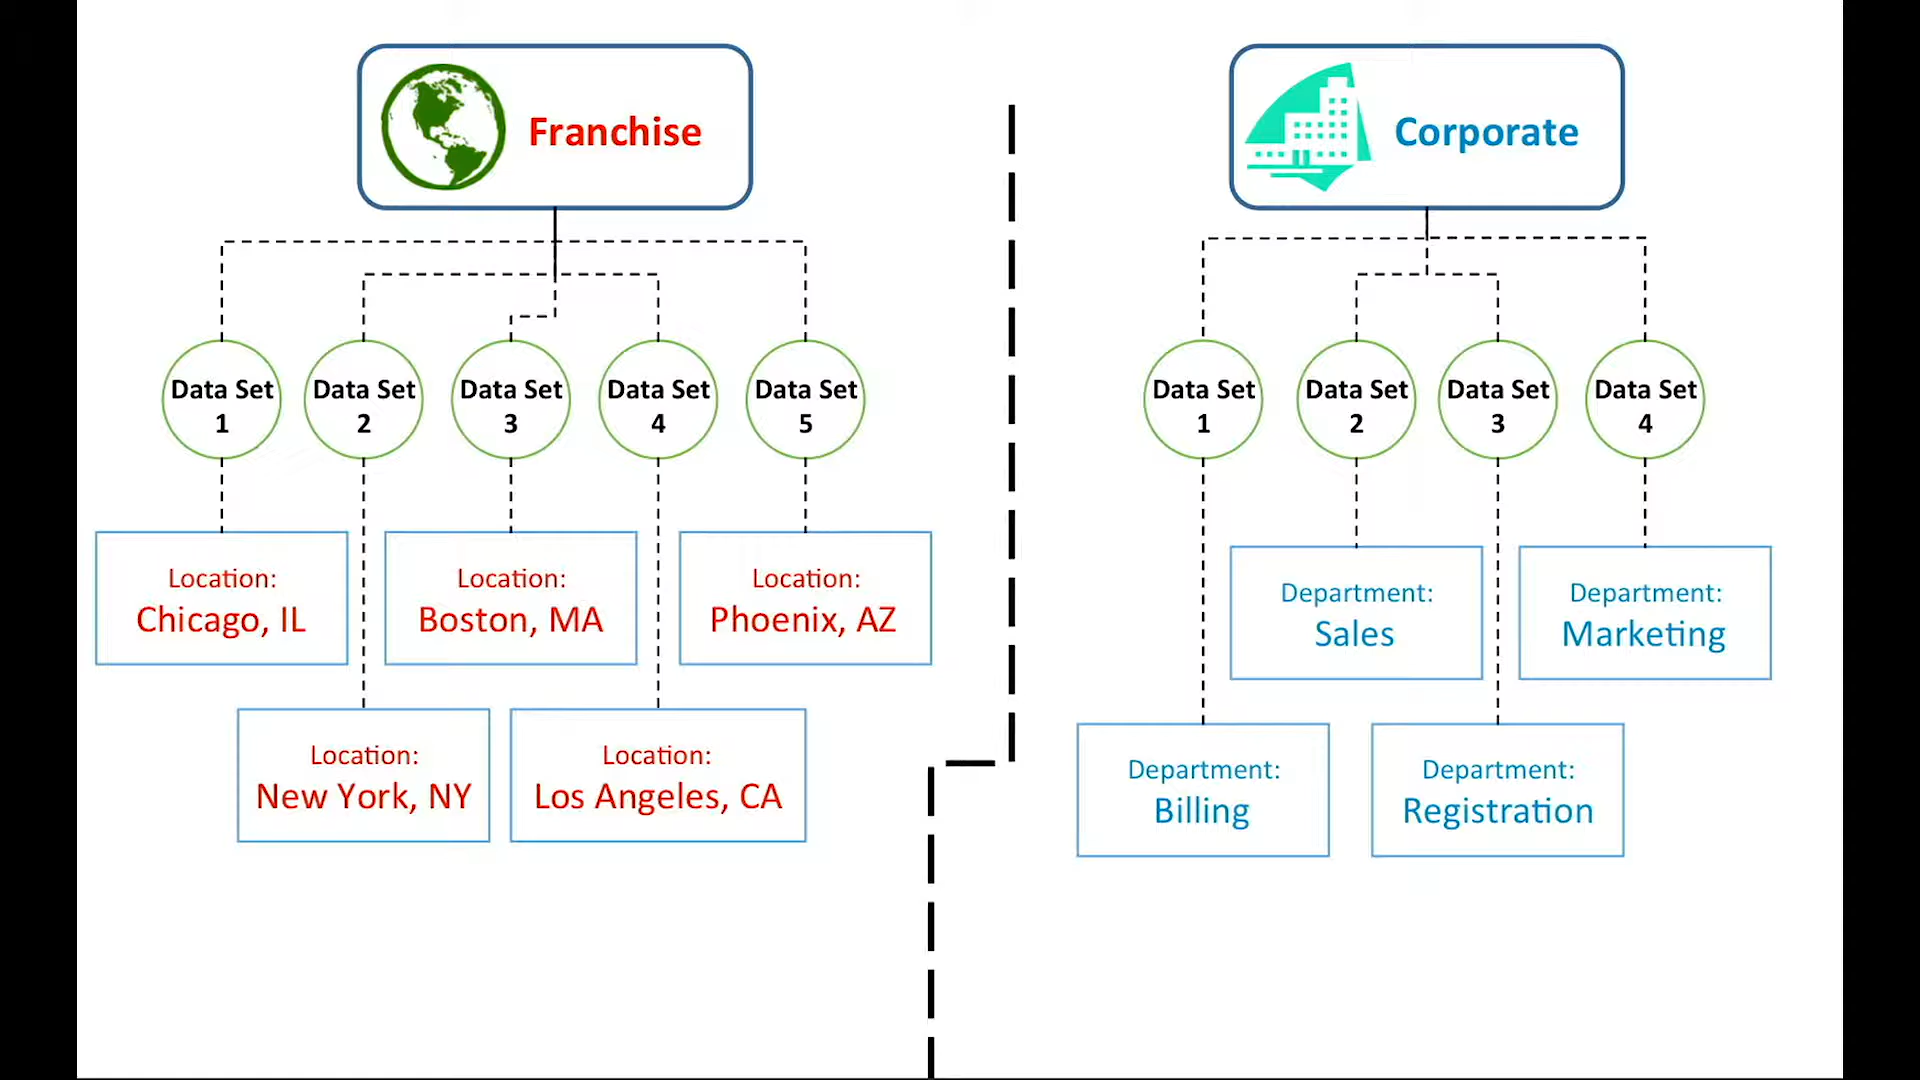 Franchise
Data Set
1
Data Set
2
Data Set
3
Data Set
4
Data Set
5
Location:
Chicago, IL
Location:
Boston, MA
Location:
Phoenix, AZ
Location:
New York, NY
Location:
Los Angeles, CA
Corporate
Data Set
1
Data Set
2
Data Set
3
Data Set
4
Department:
Sales
Department:
Marketing
Department:
Billing
Department:
Registration